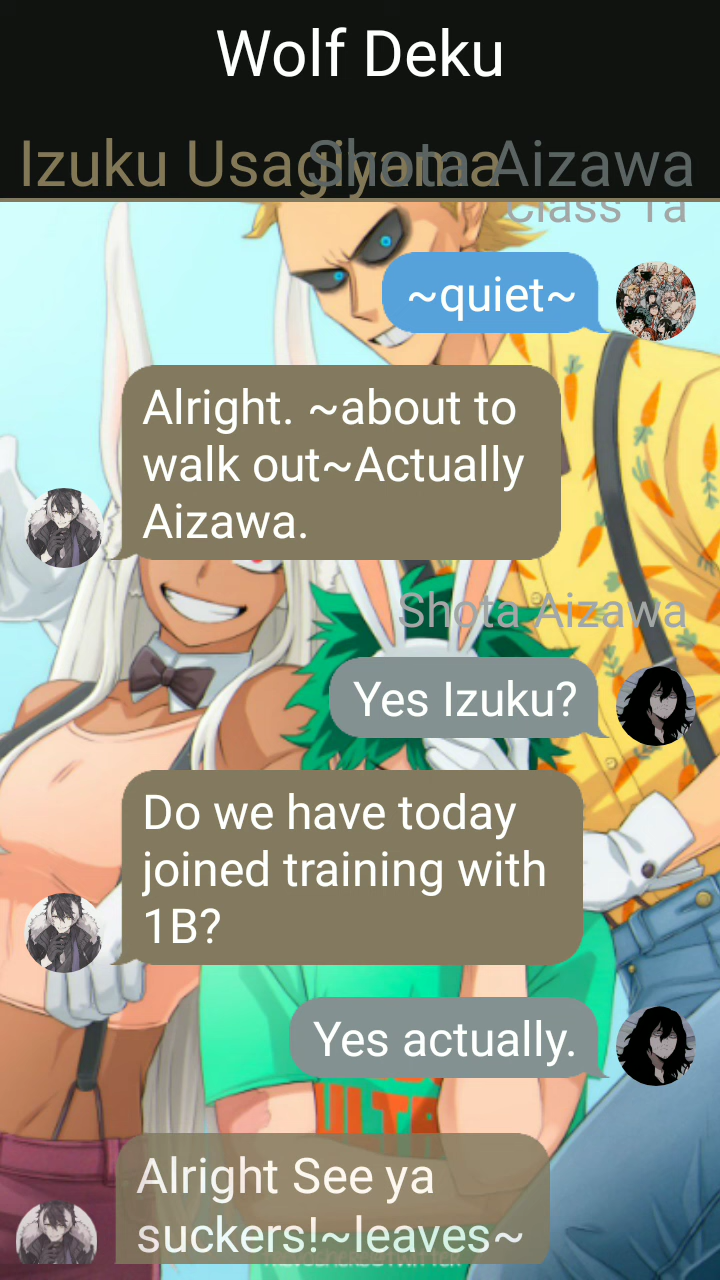 Wolf Deku
Izuku Usagiyama
Shota Aizawa
Class 1a
~quiet~
Alright. ~about to
walk out~Actually
Aizawa.
Shota Aizawa
Yes Izuku?
Do we have today
joined training with
1B?
Yes actually.
ULTRA
Alright See ya
suckers!~leaves~